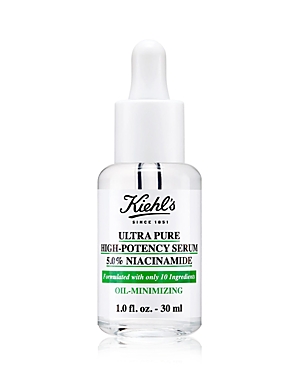 Kiehl's
SINCE 1851
ULTRA PURE
HIGH-POTENCY SERUM
5.0% NIACINAMIDE
Formulated with only 10 Ingredients
OIL-MINIMIZING
1.0 fl. oz. - 30 ml